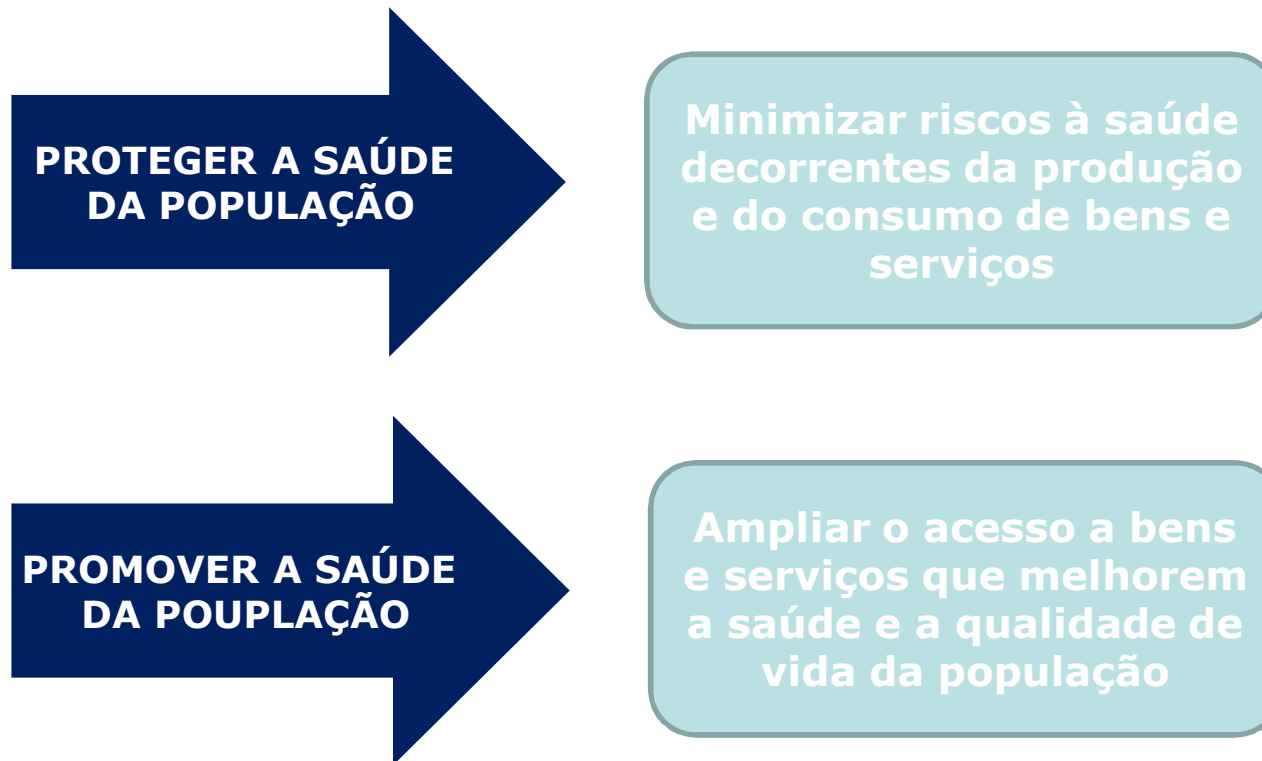 PROTEGER A SAÚDE
DA POPULAÇÃO
Minimizar riscos à saúde
decorrentes da produção
e do consumo de bens e
serviços
PROMOVER A SAÚDE
DA POUPLAÇÃO
Ampliar o acesso a bens
e serviços que melhorem
a saúde e a qualidade de
vida da população